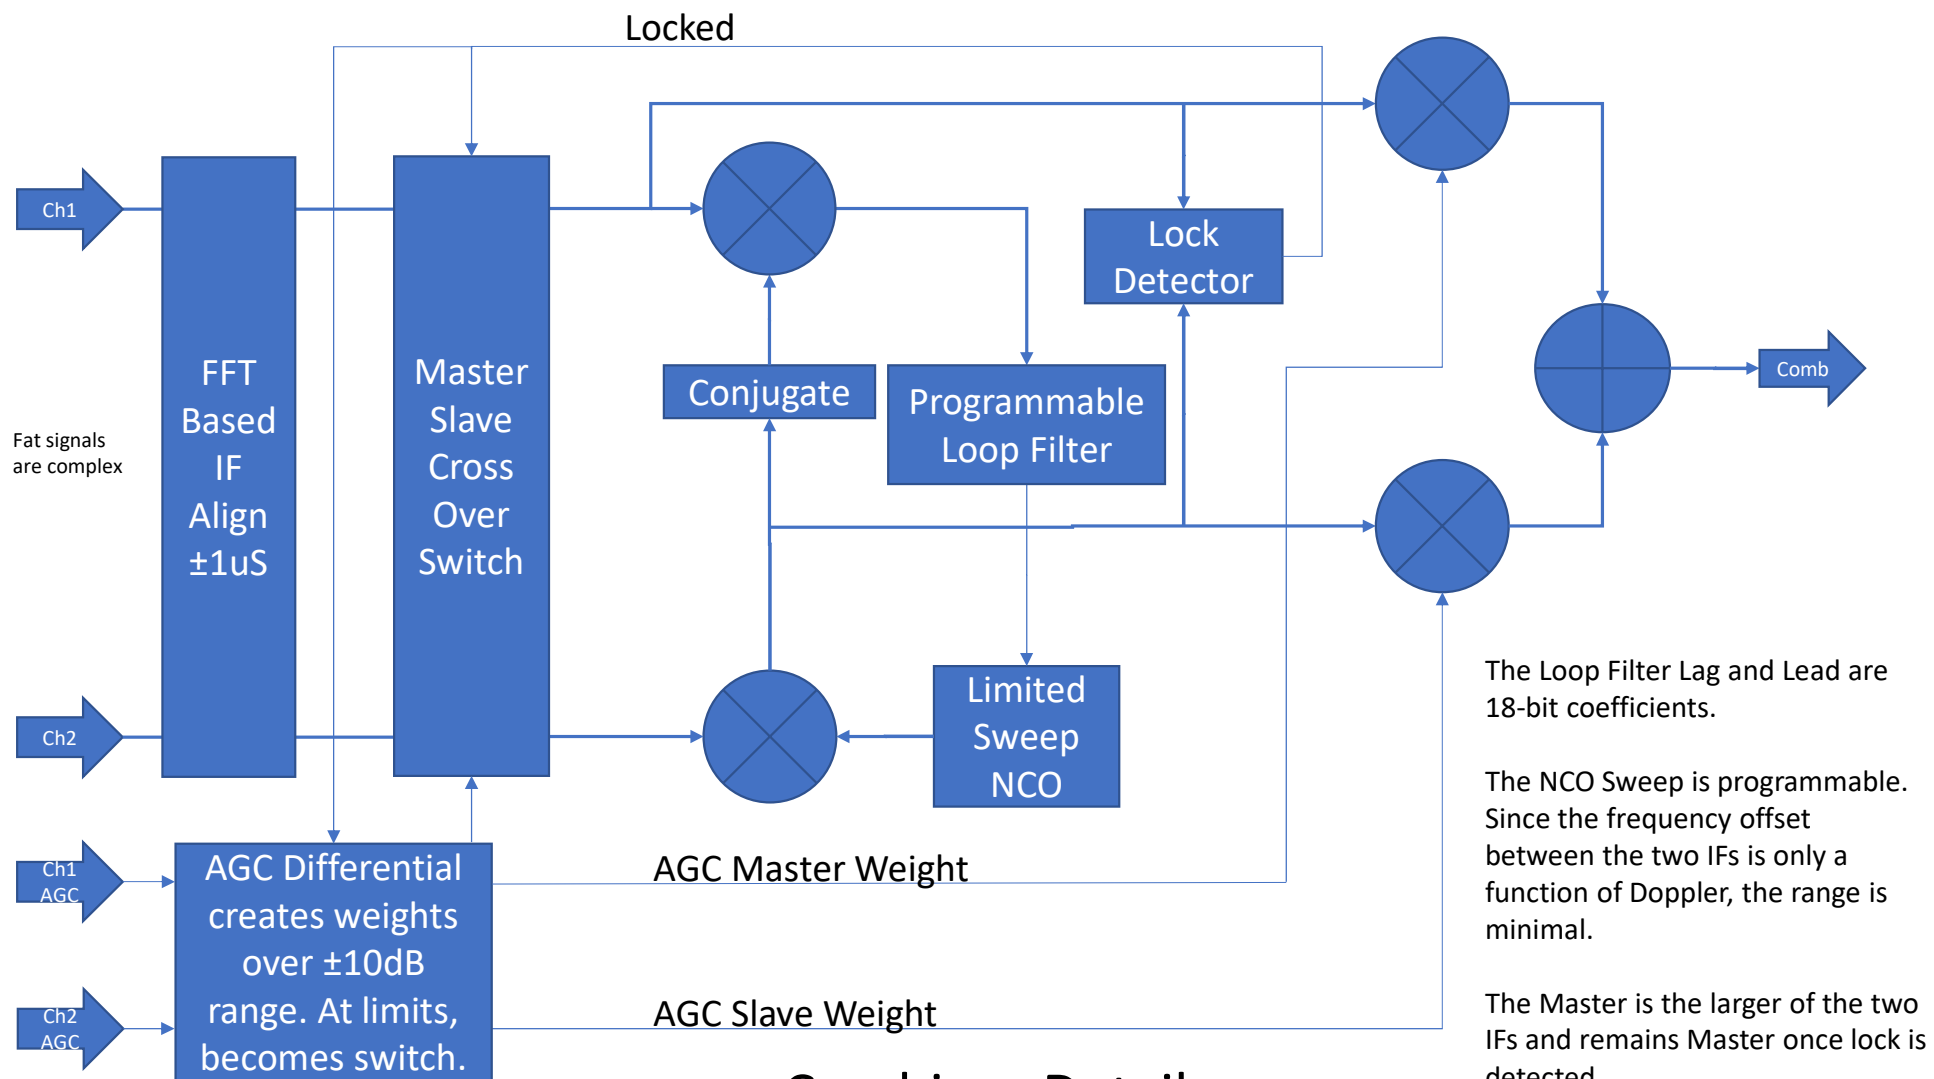 Locked
Ch1
Lock
Detector
FFT
Based
IF
Align
±1uS
Master
Slave
Cross
Over
Switch
Conjugate
Programmable
Loop Filter
Comb
Fat signals
are complex
Ch2
Limited
Sweep
NCO
The Loop Filter Lag and Lead are
18-bit coefficients.
The NCO Sweep is programmable.
Since the frequency offset
between the two IFs is only a
function of Doppler, the range is
minimal.
The Master is the larger of the two
IFs and remains Master once lock is
detected
Ch1
AGC
Ch2
AGC
AGC Differential
creates weights
over ±10dB
range. At limits,
becomes switch.
AGC Master Weight
AGC Slave Weight